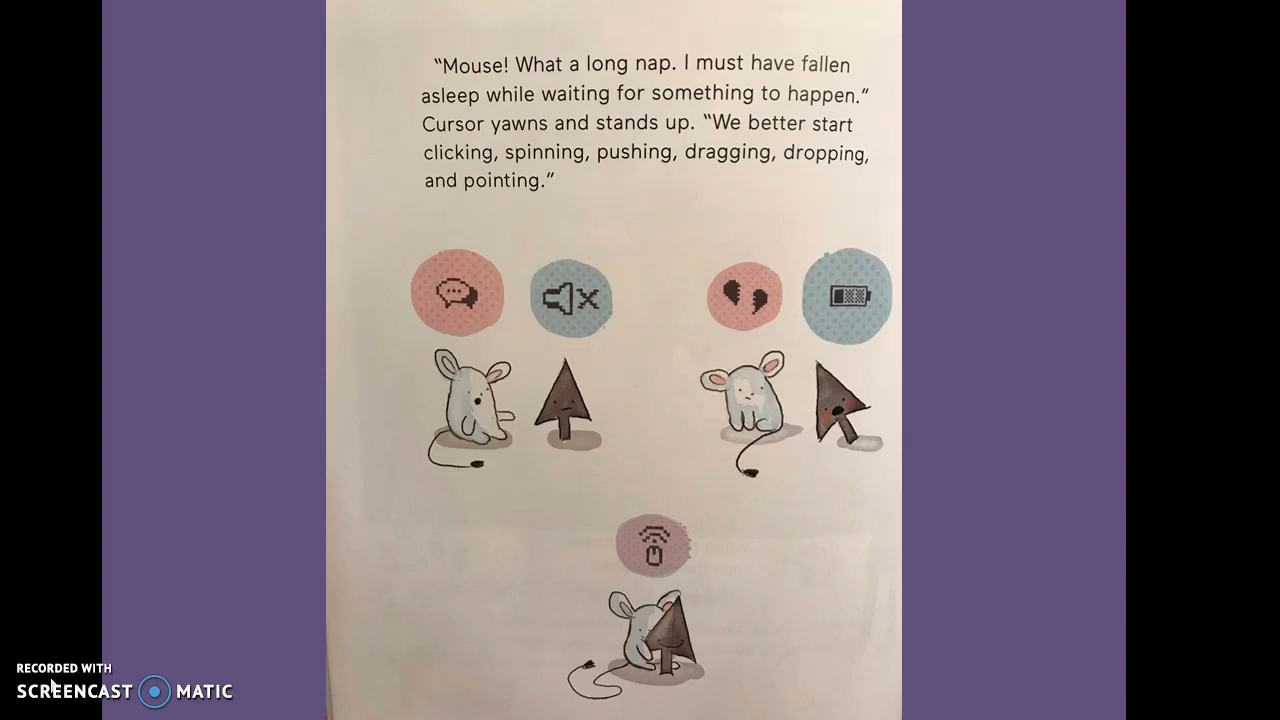 “Mouse! What a long nap. I must have fallen
asleep while waiting for something to happen.”
Cursor yawns and stands up. “We better start
clicking, spinning, pushing, dragging, dropping,
and pointing.”
RECORDED WITH
SCREENCAST MATIC